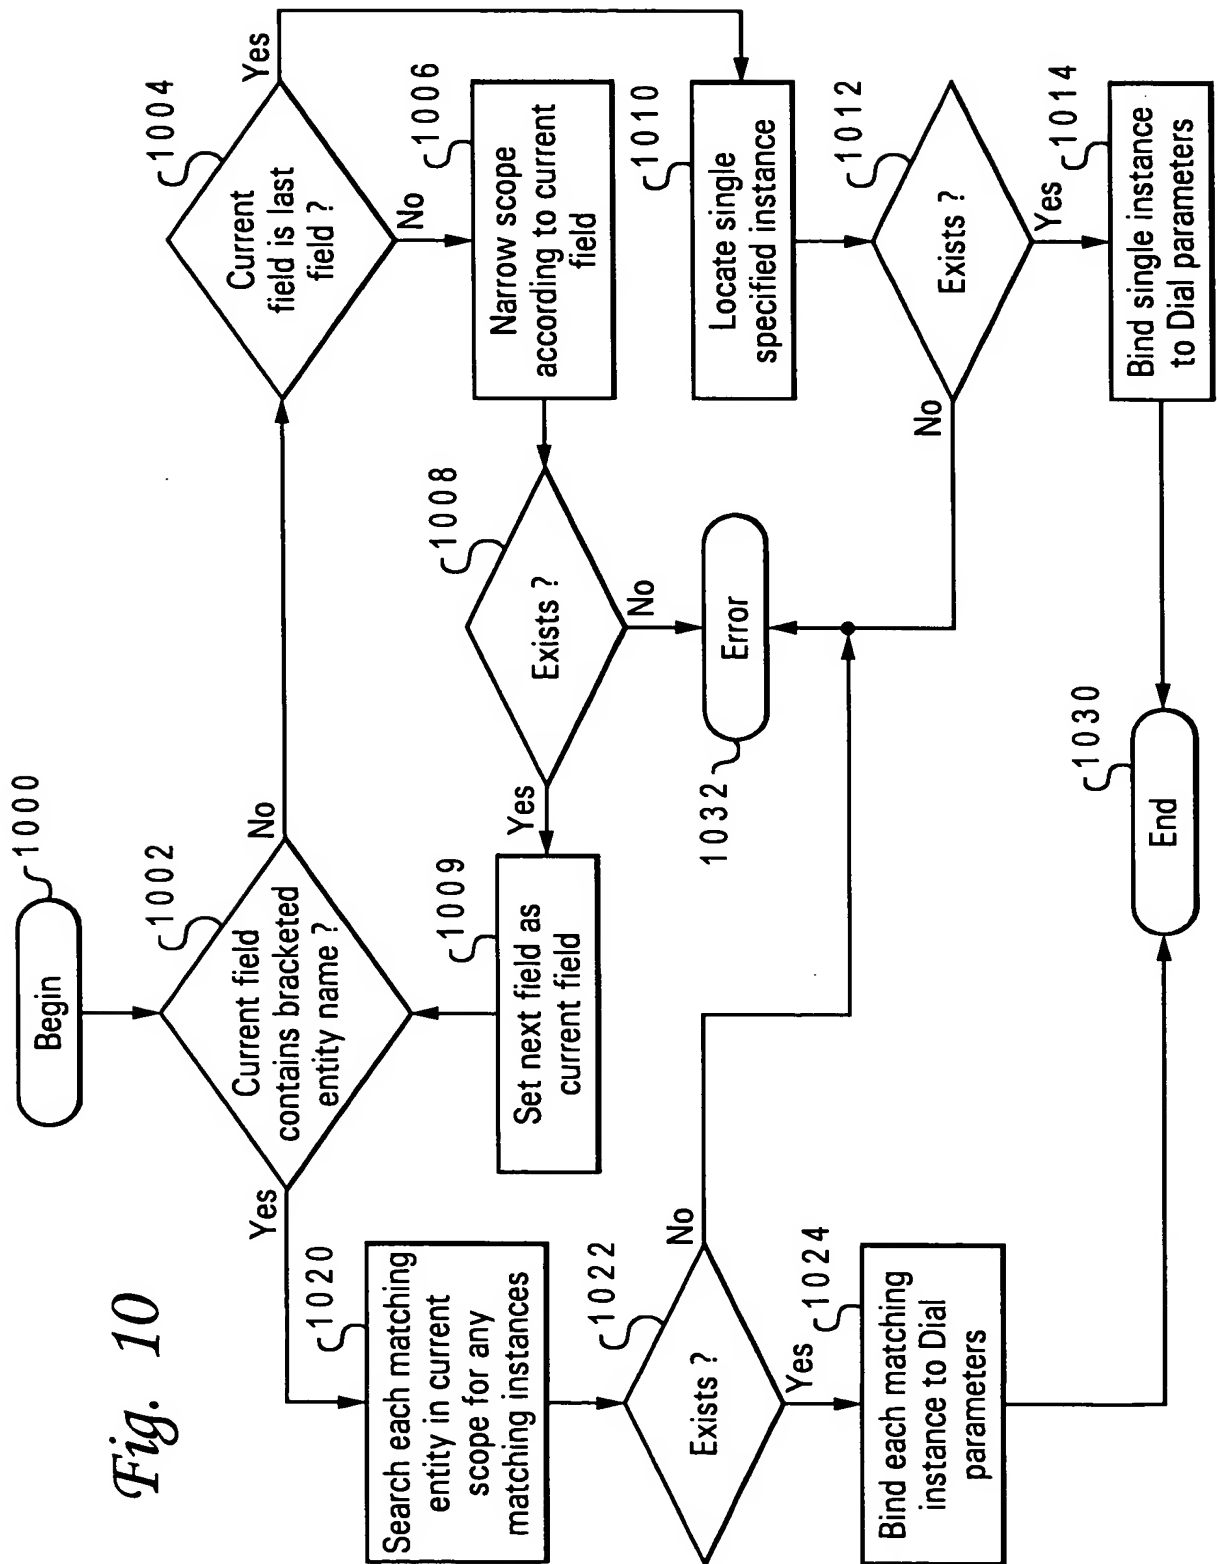 Fig. 10
Begin
1000
Current field
contains bracketed
entity name ?
1002
No
Yes
Current
field is last
field ?
1004
Yes
No
Narrow scope
according to current
field
1006
Exists ?
1008
Yes
No
Set next field as
current field
1009
Error
1032
Locate single
specified instance
1010
Exists ?
1012
No
Yes
Bind single instance
to Dial parameters
1014
Search each matching
entity in current
scope for any
matching instances
1020
Exists ?
1022
No
Yes
Bind each matching
instance to Dial
parameters
1024
End
1030